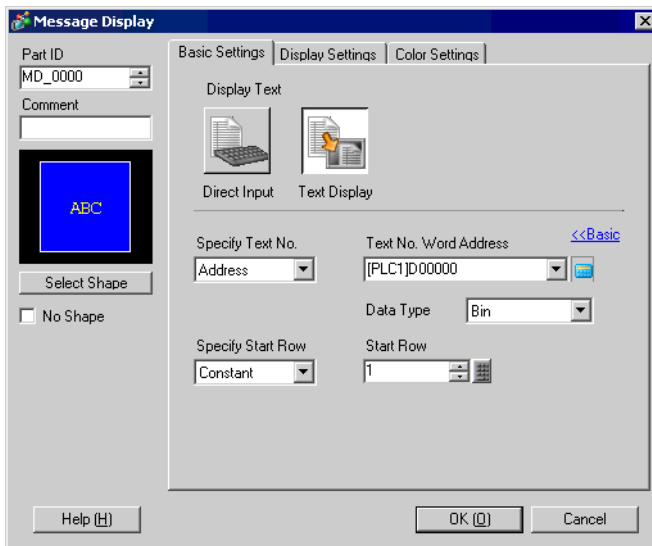 Message Display
Part ID
MD_0000
Comment
ABC
Select Shape
No Shape
Basic Settings
Display Settings
Color Settings
Display Text
Direct Input
Text Display
<<Basic
Specify Text No.
Text No. Word Address
Address
[PLC1]D00000
Data Type
Bin
Specify Start Row
Start Row
Constant
1
Help (H)
OK (O)
Cancel